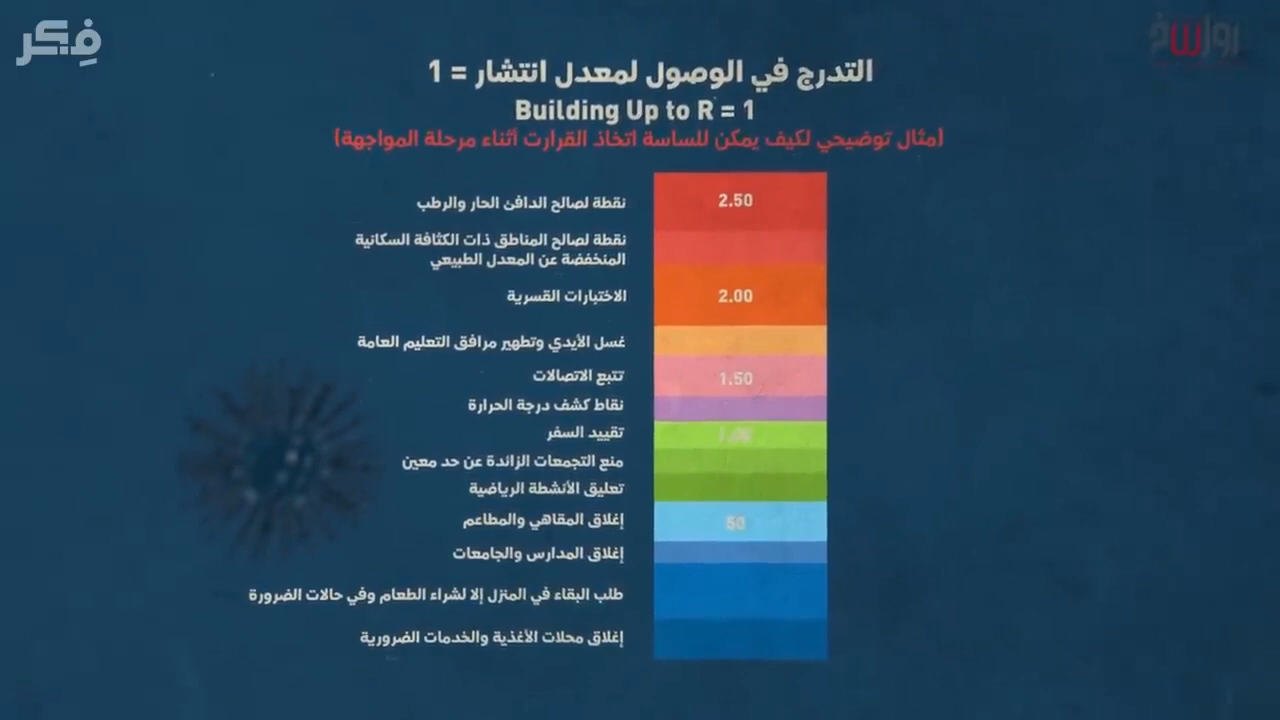 فكر
التدرج في الوصول لمعدل انتشار = 1
Building Up to R = 1
(مثال توضيحي لكيف يمكن للساسة اتخاذ القرارت أثناء مرحلة المواجهة)
نقطة لصالح الدافئ الحار والرطب
2.50
نقطة لصالح المناطق ذات الكثافة السكانية
المنخفضة عن المعدل الطبيعي
الاختبارات القسرية
2.00
غسل الأيدي وتطهير مرافق التعليم العامة
تتبع الاتصالات
1.50
نقاط كشف درجة الحرارة
تقييد السفر
منع التجمعات الزائدة عن حد معين
تعليق الأنشطة الرياضية
إغلاق المقاهي والمطاعم
50
إغلاق المدارس والجامعات
طلب البقاء في المنزل إلا لشراء الطعام وفي حالات الضرورة
إغلاق محلات الأغذية والخدمات الضرورية